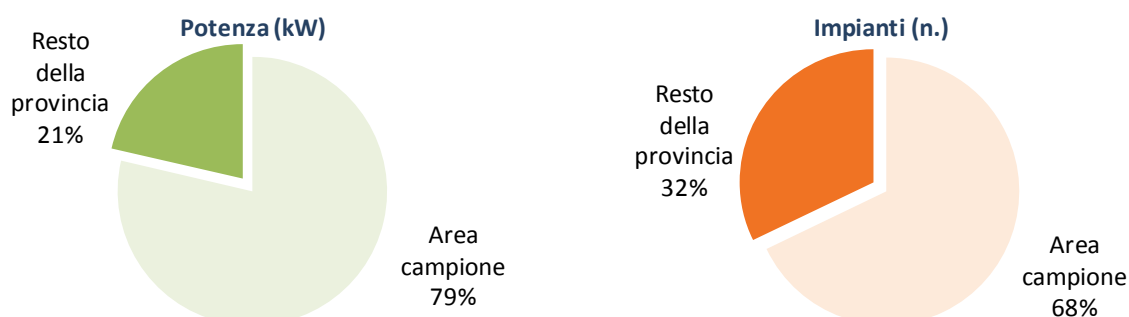 Potenza (kW)
Resto
della
provincia
21%
Area
campione
79%
Impianti (n.)
Resto
della
provincia
32%
Area
campione
68%